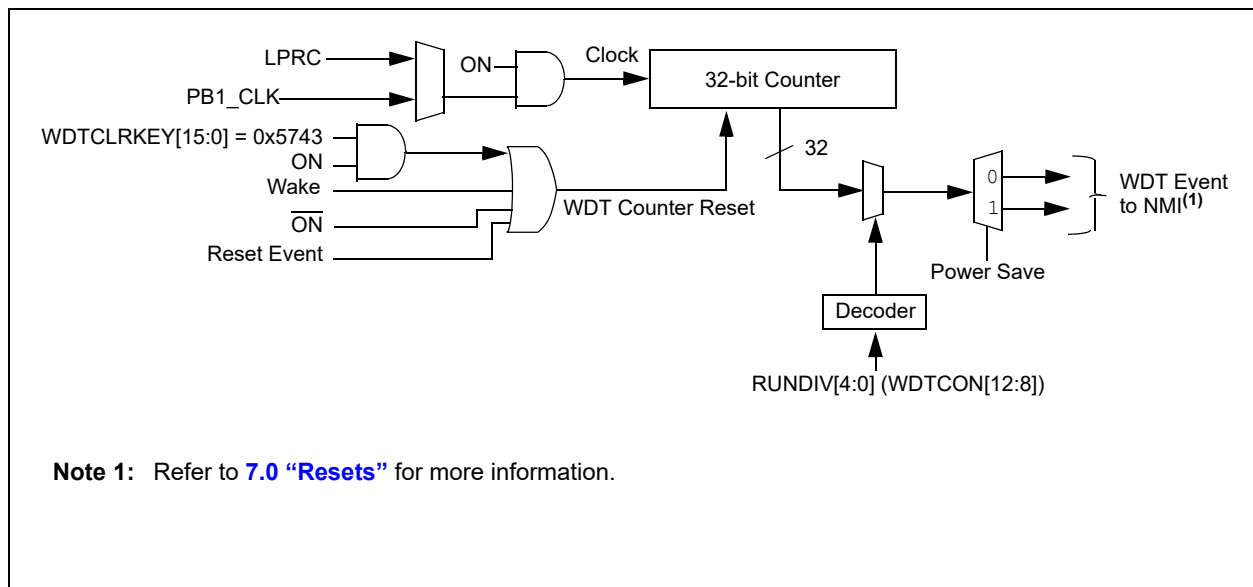 LPRC
ON
Clock
32-bit Counter
PB1_CLK
WDTCLRKEY[15:0] = 0x5743
ON
32
Wake
WDT Counter Reset
0
1
WDT Event
to NMI(1)
O̅N̅
Reset Event
Power Save
Decoder
RUNDIV[4:0] (WDTCON[12:8])
Note 1: Refer to 7.0 “Resets” for more information.